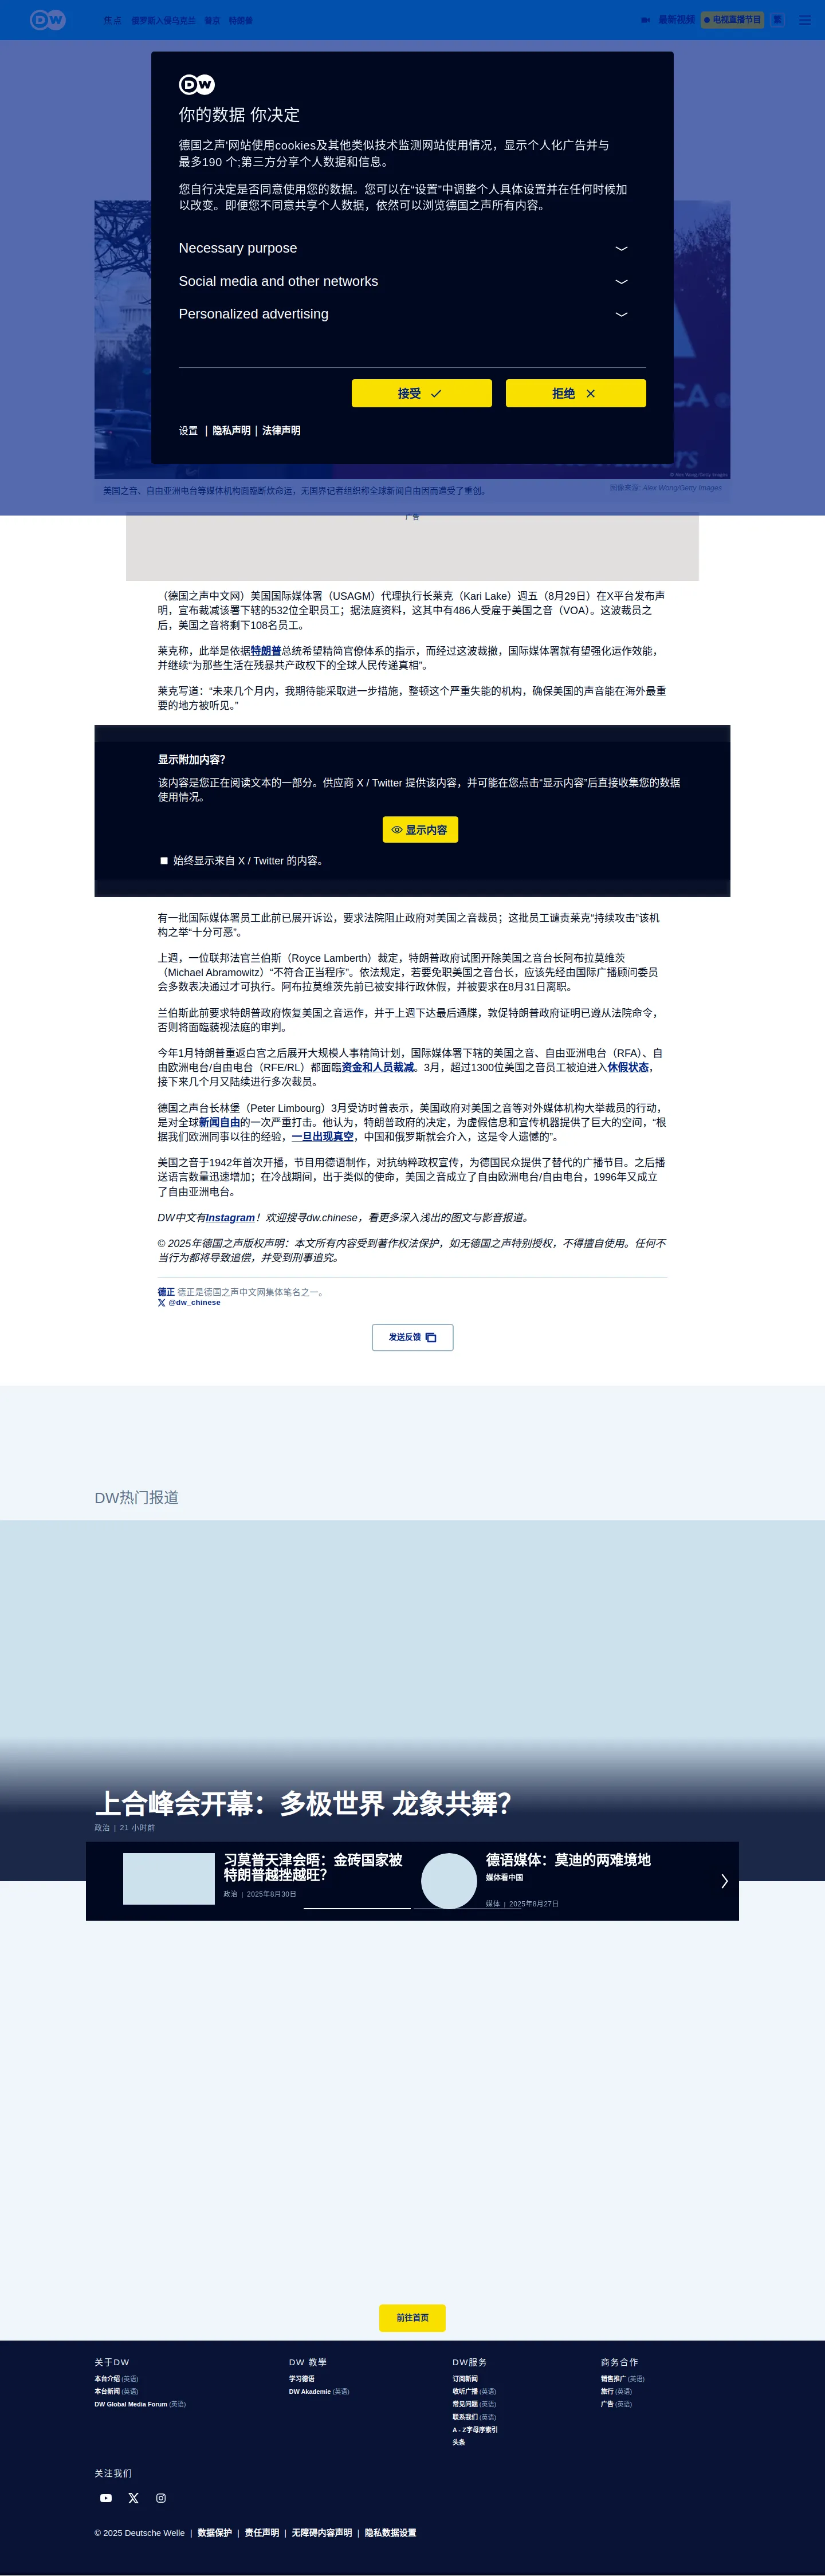 DW
焦点 俄罗斯入侵乌克兰 普京 特朗普
最新视频 电视直播节目 繁
DW
你的数据 你决定
德国之声'网站使用cookies及其他类似技术监测网站使用情况，显示个人化广告并与
最多190 个;第三方分享个人数据和信息。
您自行决定是否同意使用您的数据。您可以在“设置”中调整个人具体设置并在任何时候加
以改变。即便您不同意共享个人数据，依然可以浏览德国之声所有内容。
Necessary purpose
Social media and other networks
Personalized advertising
接受 拒绝
设置 | 隐私声明 | 法律声明
© Alex Wong/Getty Images
美国之音、自由亚洲电台等媒体机构面臨断炊命运，无国界记者组织称全球新闻自由因而遭受了重创。
图像来源: Alex Wong/Getty Images
广告
（德国之声中文网）美国国际媒体署（USAGM）代理执行长莱克（Kari Lake）週五（8月29日）在X平台发布声
明，宣布裁减该署下辖的532位全职员工；据法庭资料，这其中有486人受雇于美国之音（VOA）。这波裁员之
后，美国之音将剩下108名员工。
莱克称，此举是依据特朗普总统希望精简官僚体系的指示，而经过这波裁撤，国际媒体署就有望强化运作效能，
并继续“为那些生活在残暴共产政权下的全球人民传递真相”。
莱克写道：“未来几个月内，我期待能采取进一步措施，整顿这个严重失能的机构，确保美国的声音能在海外最重
要的地方被听见。”
显示附加内容？
该内容是您正在阅读文本的一部分。供应商 X / Twitter 提供该内容，并可能在您点击“显示内容”后直接收集您的数据
使用情况。
显示内容
始终显示来自 X / Twitter 的内容。
有一批国际媒体署员工此前已展开诉讼，要求法院阻止政府对美国之音裁员；这批员工谴责莱克“持续攻击”该机
构之举“十分可恶”。
上週，一位联邦法官兰伯斯（Royce Lamberth）裁定，特朗普政府试图开除美国之音台长阿布拉莫维茨
（Michael Abramowitz）“不符合正当程序”。依法规定，若要免职美国之音台长，应该先经由国际广播顾问委员
会多数表决通过才可执行。阿布拉莫维茨先前已被安排行政休假，并被要求在8月31日离职。
兰伯斯此前要求特朗普政府恢复美国之音运作，并于上週下达最后通牒，敦促特朗普政府证明已遵从法院命令，
否则将面臨藐视法庭的审判。
今年1月特朗普重返白宫之后展开大规模人事精简计划，国际媒体署下辖的美国之音、自由亚洲电台（RFA）、自
由欧洲电台/自由电台（RFE/RL）都面臨资金和人员裁减。3月，超过1300位美国之音员工被迫进入休假状态，
接下来几个月又陆续进行多次裁员。
德国之声台长林堡（Peter Limbourg）3月受访时曾表示，美国政府对美国之音等对外媒体机构大举裁员的行动，
是对全球新闻自由的一次严重打击。他认为，特朗普政府的决定，为虚假信息和宣传机器提供了巨大的空间，“根
据我们欧洲同事以往的经验，一旦出现真空，中国和俄罗斯就会介入，这是令人遗憾的”。
美国之音于1942年首次开播，节目用德语制作，对抗纳粹政权宣传，为德国民众提供了替代的广播节目。之后播
送语言数量迅速增加；在冷战期间，出于类似的使命，美国之音成立了自由欧洲电台/自由电台，1996年又成立
了自由亚洲电台。
DW中文有Instagram！欢迎搜寻dw.chinese，看更多深入浅出的图文与影音报道。
© 2025年德国之声版权声明：本文所有内容受到著作权法保护，如无德国之声特别授权，不得擅自使用。任何不
当行为都将导致追偿，并受到刑事追究。
德正 德正是德国之声中文网集体笔名之一。
@dw_chinese
发送反馈
DW热门报道
上合峰会开幕：多极世界 龙象共舞？
政治 | 21 小时前
习莫普天津会晤：金砖国家被
特朗普越挫越旺？
政治 | 2025年8月30日
德语媒体：莫迪的两难境地
媒体看中国
媒体 | 2025年8月27日
前往首页
关于DW
本台介绍 (英语)
本台新闻 (英语)
DW Global Media Forum (英语)
DW 教學
学习德语
DW Akademie (英语)
DW服务
订阅新闻
收听广播 (英语)
常见问题 (英语)
联系我们 (英语)
A - Z字母序索引
头条
商务合作
销售推广 (英语)
旅行 (英语)
广告 (英语)
关注我们
© 2025 Deutsche Welle | 数据保护 | 责任声明 | 无障碍内容声明 | 隐私数据设置